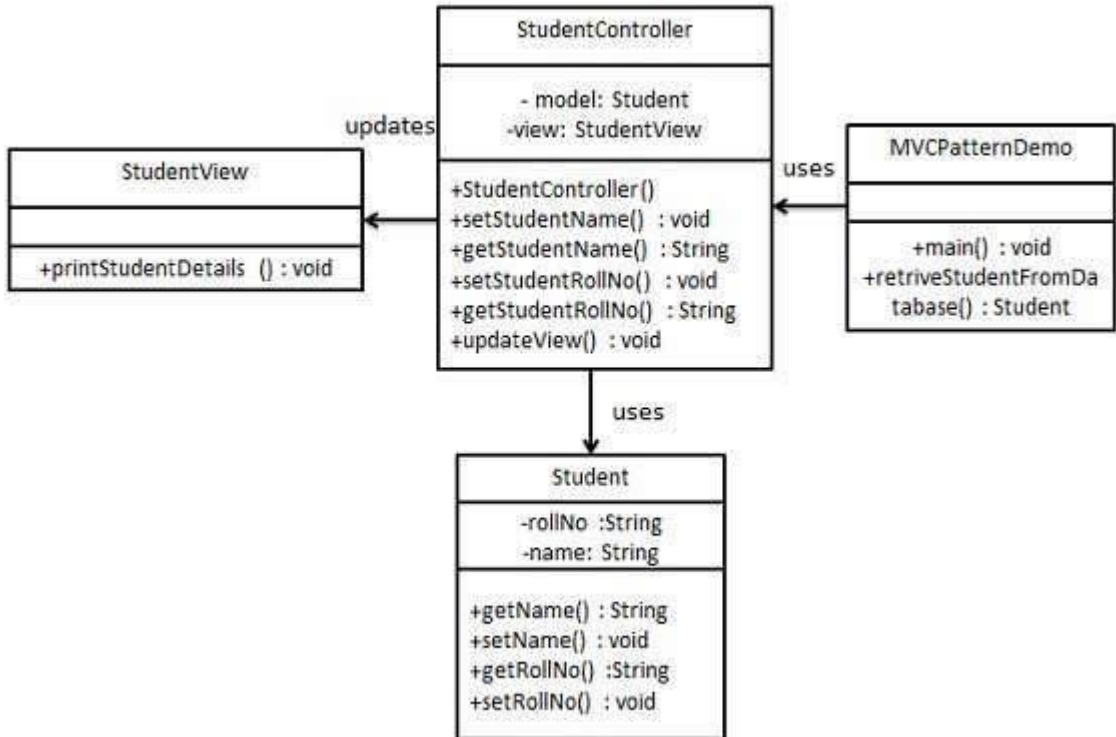 StudentController
- model: Student
-view: StudentView
+StudentController()
+setStudentName() : void
+getStudentName() : String
+setStudentRollNo() : void
+getStudentRollNo() : String
+updateView() : void
updates
StudentView
+printStudentDetails () : void
uses
MVCPatternDemo
+main() : void
+retriveStudentFromDa
tabase() : Student
uses
Student
-rollNo :String
-name: String
+getName() : String
+setName() : void
+getRollNo() :String
+setRollNo() : void